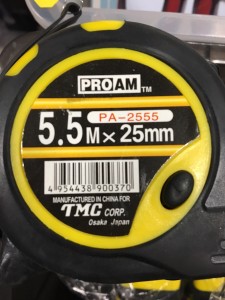 PROAM™
PA-2555
5.5M×25mm
4954438900370
MANUFACTURED IN CHINA FOR
TMC CORP.
Osaka Japan